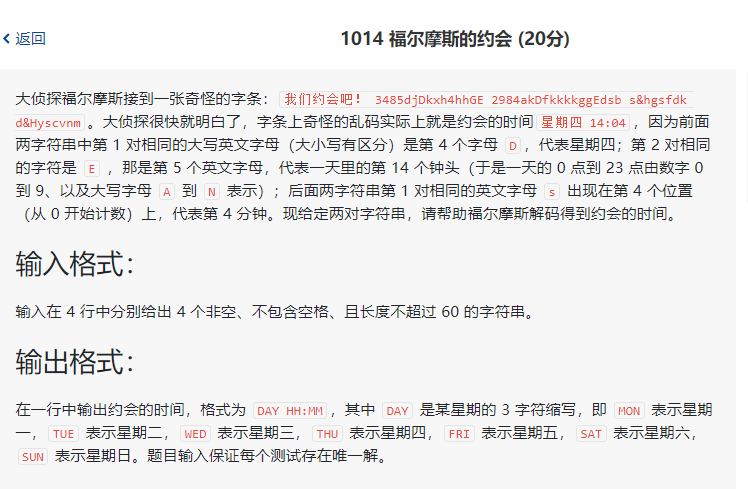 返回
1014 福尔摩斯的约会 (20分)
大侦探福尔摩斯接到一张奇怪的字条： 我们约会吧！ 3485djDkxh4hhGE 2984akDfkkkkggEdsb s&hgsfdk
d&Hyscvnm 。大侦探很快就明白了，字条上奇怪的乱码实际上就是约会的时间 星期四 14:04 ，因为前面
两字符串中第 1 对相同的大写英文字母（大小写有区分）是第 4 个字母 D ，代表星期四；第 2 对相同
的字符是 E ，那是第 5 个英文字母，代表一天里的第 14 个钟头（于是一天的 0 点到 23 点由数字 0
到 9、以及大写字母 A 到 N 表示）；后面两字符串第 1 对相同的英文字母 s 出现在第 4 个位置
（从 0 开始计数）上，代表第 4 分钟。现给定两对字符串，请帮助福尔摩斯解码得到约会的时间。
输入格式：
输入在 4 行中分别给出 4 个非空、不包含空格、且长度不超过 60 的字符串。
输出格式：
在一行中输出约会的时间，格式为 DAY HH:MM ，其中 DAY 是某星期的 3 字符缩写，即 MON 表示星期
一， TUE 表示星期二， WED 表示星期三， THU 表示星期四， FRI 表示星期五， SAT 表示星期六，
SUN 表示星期日。题目输入保证每个测试存在唯一解。